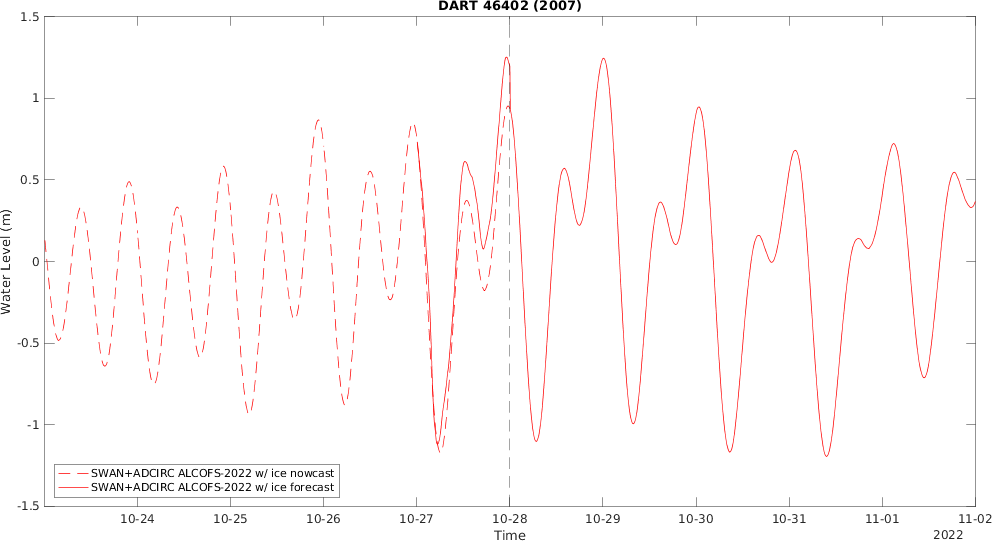 DART 46402 (2007)
1.5
1
0.5
0
-0.5
-1
-1.5
Water Level (m)
SWAN+ADCIRC ALCOFS-2022 w/ ice nowcast
SWAN+ADCIRC ALCOFS-2022 w/ ice forecast
10-24 10-25 10-26 10-27 10-28 10-29 10-30 10-31 11-01 11-02
Time
2022